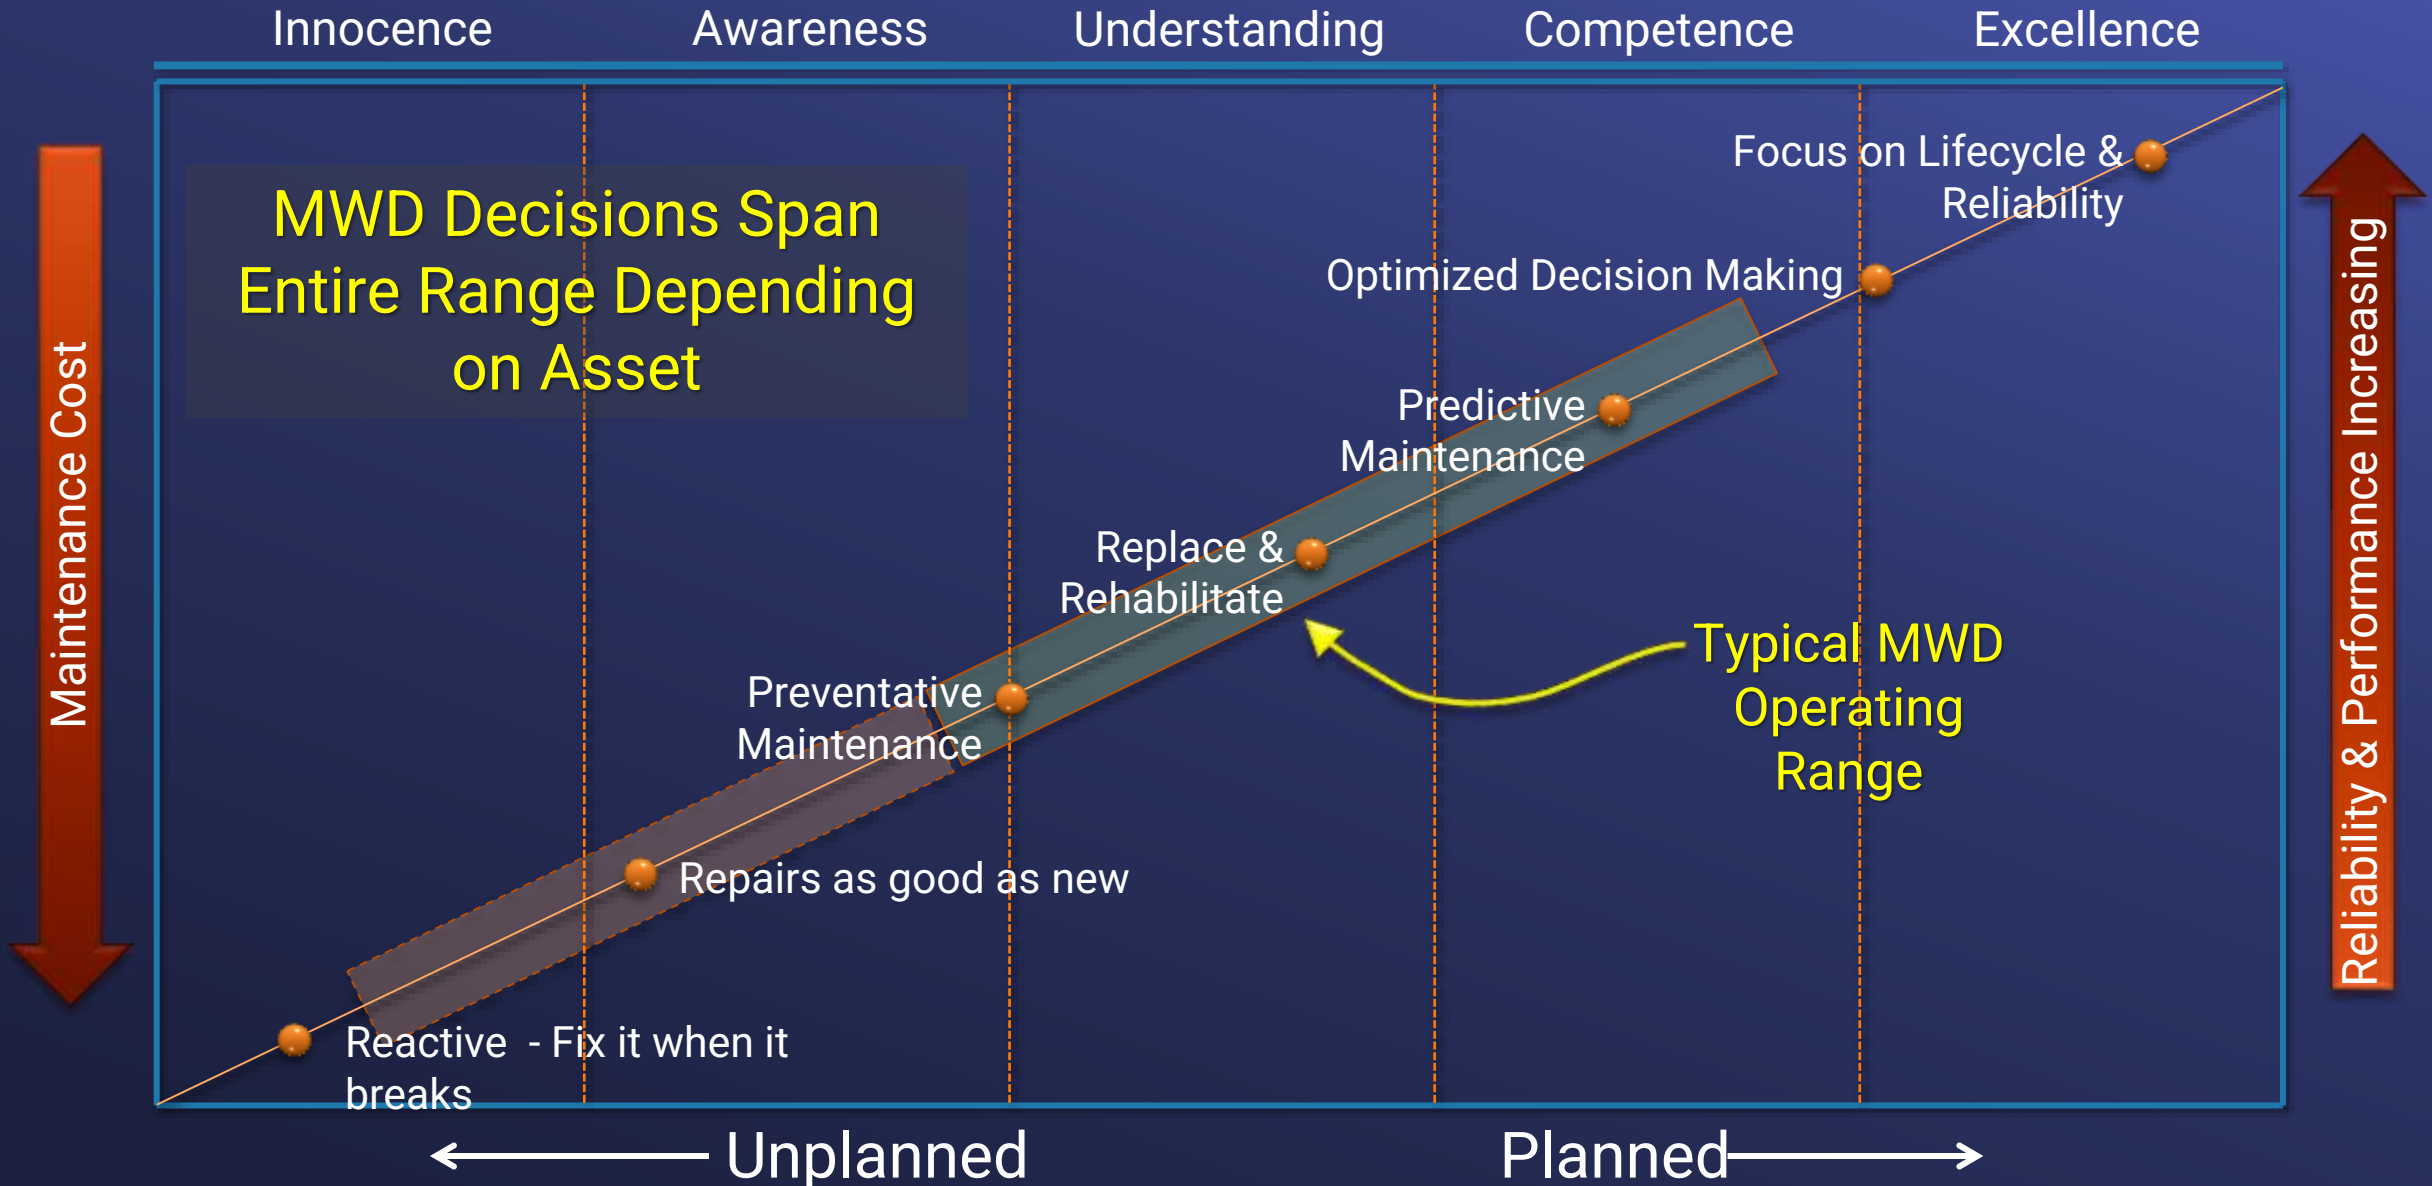 Innocence
Awareness
Understanding
Competence
Excellence
MWD Decisions Span
Entire Range Depending
on Asset
Focus on Lifecycle &
Reliability
Optimized Decision Making
Predictive
Maintenance
Replace &
Rehabilitate
Preventative
Maintenance
Repairs as good as new
Reactive - Fix it when it
breaks
Typical MWD
Operating
Range
Maintenance Cost
Reliability & Performance Increasing
Unplanned
Planned